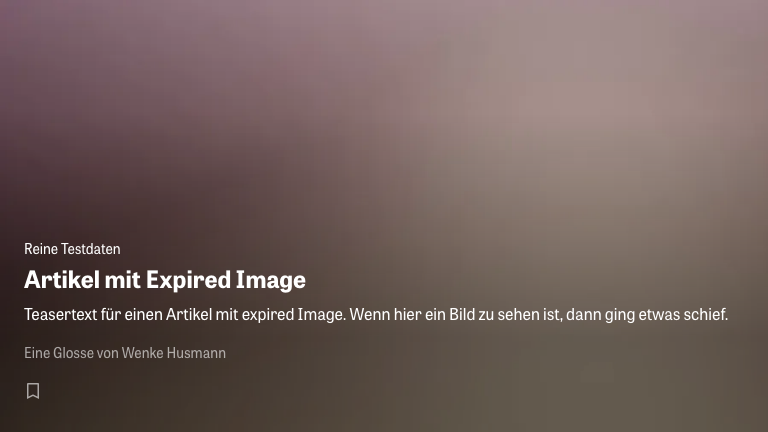 Reine Testdaten
Artikel mit Expired Image
Teasertext für einen Artikel mit expired Image. Wenn hier ein Bild zu sehen ist, dann ging etwas schief.
Eine Glosse von Wenke Husmann